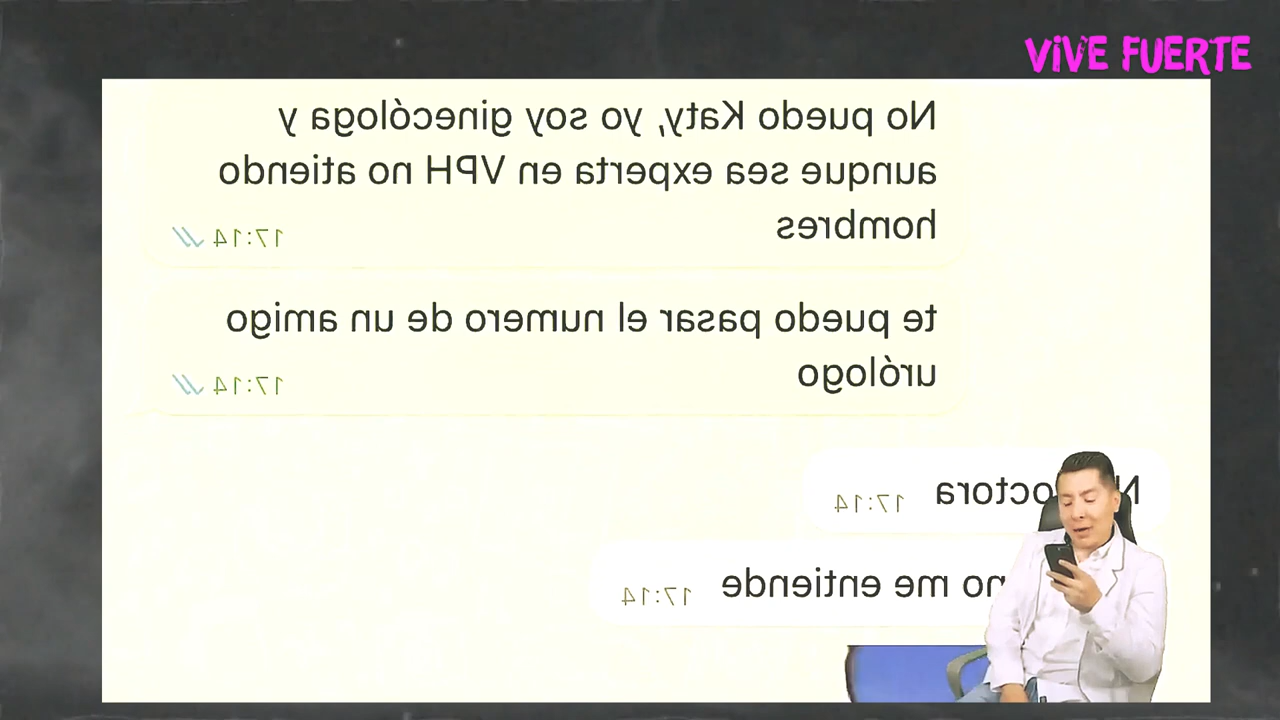 VIVE FUERTE
No puedo Katy, yo soy ginecóloga y
aunque sea experta en VPH no atiendo
hombres
17:14
te puedo pasar el numero de un amigo
urólogo
17:14
17:14
no me entiende
17:14